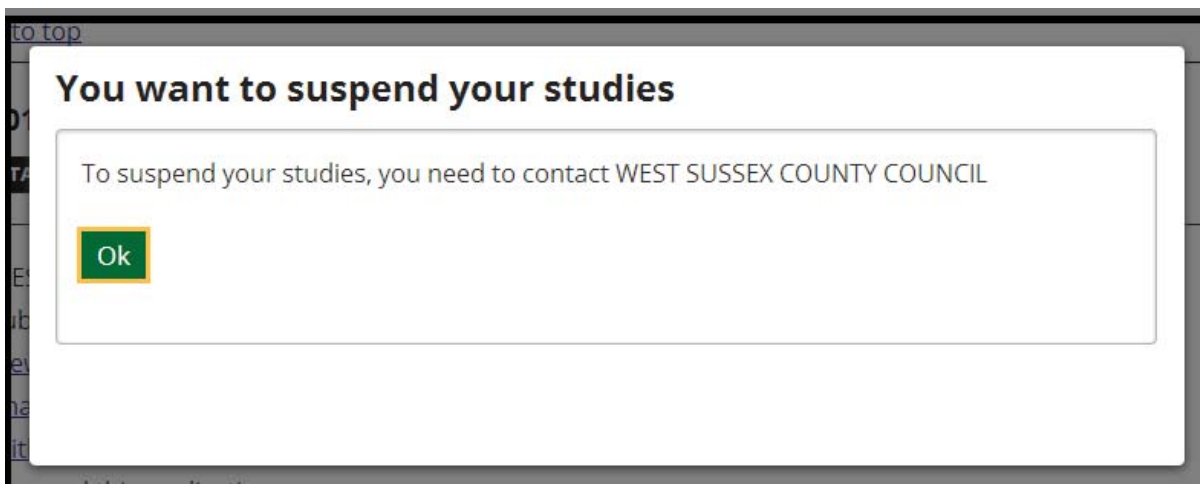 to top
You want to suspend your studies
To suspend your studies, you need to contact WEST SUSSEX COUNTY COUNCIL
Ok